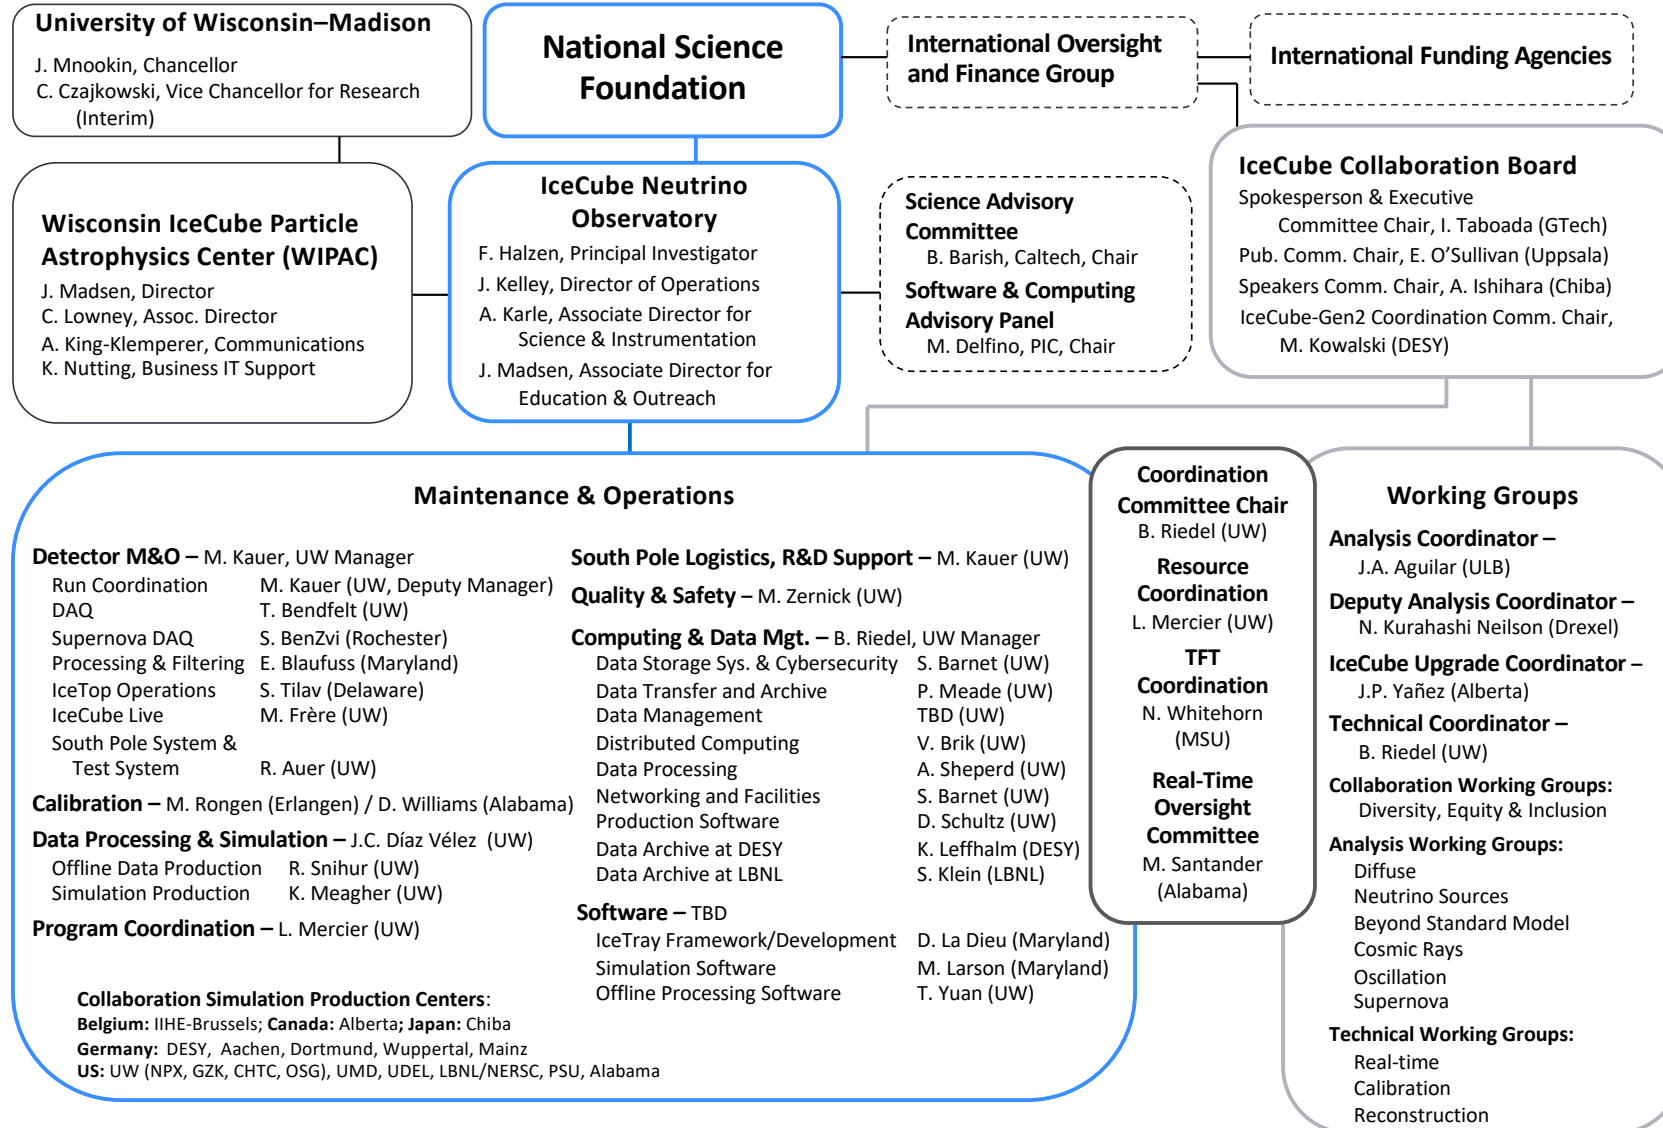 University of Wisconsin–Madison
J. Mnookin, Chancellor
C. Czajkowski, Vice Chancellor for Research
(Interim)
National Science
Foundation
International Oversight
and Finance Group
International Funding Agencies
Wisconsin IceCube Particle
Astrophysics Center (WIPAC)
J. Madsen, Director
C. Lowney, Assoc. Director
A. King-Klemperer, Communications
K. Nutting, Business IT Support
IceCube Neutrino
Observatory
F. Halzen, Principal Investigator
J. Kelley, Director of Operations
A. Karle, Associate Director for
Science & Instrumentation
J. Madsen, Associate Director for
Education & Outreach
Science Advisory
Committee
B. Barish, Caltech, Chair
Software & Computing
Advisory Panel
M. Delfino, PIC, Chair
IceCube Collaboration Board
Spokesperson & Executive
Committee Chair, I. Taboada (GTech)
Pub. Comm. Chair, E. O’Sullivan (Uppsala)
Speakers Comm. Chair, A. Ishihara (Chiba)
IceCube-Gen2 Coordination Comm. Chair,
M. Kowalski (DESY)
Maintenance & Operations
Detector M&O – M. Kauer, UW Manager
Run Coordination M. Kauer (UW, Deputy Manager)
DAQ T. Bendfelt (UW)
Supernova DAQ S. BenZvi (Rochester)
Processing & Filtering E. Blaufuss (Maryland)
IceTop Operations S. Tilav (Delaware)
IceCube Live M. Frère (UW)
South Pole System &
Test System R. Auer (UW)
Calibration – M. Rongen (Erlangen) / D. Williams (Alabama)
Data Processing & Simulation – J.C. Díaz Vélez (UW)
Offline Data Production R. Snihur (UW)
Simulation Production K. Meagher (UW)
Program Coordination – L. Mercier (UW)
South Pole Logistics, R&D Support – M. Kauer (UW)
Quality & Safety – M. Zernick (UW)
Computing & Data Mgt. – B. Riedel, UW Manager
Data Storage Sys. & Cybersecurity S. Barnet (UW)
Data Transfer and Archive P. Meade (UW)
Data Management TBD (UW)
Distributed Computing V. Brik (UW)
Data Processing A. Sheperd (UW)
Networking and Facilities S. Barnet (UW)
Production Software D. Schultz (UW)
Data Archive at DESY K. Leffhalm (DESY)
Data Archive at LBNL S. Klein (LBNL)
Software – TBD
IceTray Framework/Development D. La Dieu (Maryland)
Simulation Software M. Larson (Maryland)
Offline Processing Software T. Yuan (UW)
Collaboration Simulation Production Centers:
Belgium: IIHE-Brussels; Canada: Alberta; Japan: Chiba
Germany: DESY, Aachen, Dortmund, Wuppertal, Mainz
US: UW (NPX, GZK, CHTC, OSG), UMD, UDEL, LBNL/NERSC, PSU, Alabama
Coordination
Committee Chair
B. Riedel (UW)
Resource
Coordination
L. Mercier (UW)
TFT
Coordination
N. Whitehorn
(MSU)
Real-Time
Oversight
Committee
M. Santander
(Alabama)
Working Groups
Analysis Coordinator –
J.A. Aguilar (ULB)
Deputy Analysis Coordinator –
N. Kurahashi Neilson (Drexel)
IceCube Upgrade Coordinator –
J.P. Yañez (Alberta)
Technical Coordinator –
B. Riedel (UW)
Collaboration Working Groups:
Diversity, Equity & Inclusion
Analysis Working Groups:
Diffuse
Neutrino Sources
Beyond Standard Model
Cosmic Rays
Oscillation
Supernova
Technical Working Groups:
Real-time
Calibration
Reconstruction